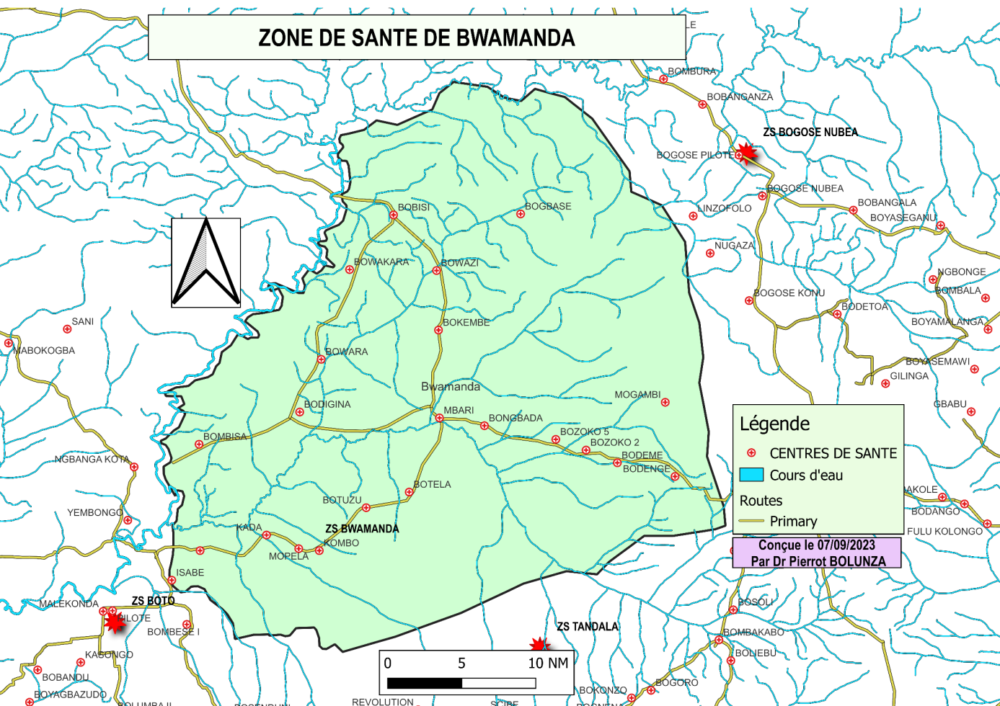 ZONE DE SANTE DE BWAMANDA
BOMBURA
BOBANGANZA
ZS BOGOSE NUBEA
BOGOSE PILOTE
BOGOSE NUBEA
BOBISI
BOGBASE
LINZOFOLO
BOBANGALA
BOYASEGANU
NUGAZA
BOWAKARA
BOWAZI
NGBONGE
BOMBALA
BOGOSE KONU
BODETOA
SANI
BOKEMBE
BOYAMALANGA
MABOKOGBA
BOWARA
BOYASEMAWI
GILINGA
Bwamanda
MOGAMBI
BODIGINA
MBARI
BONGBADA
GBABU
Légende
BOMBISA
BOZOKO 5
BOZOKO 2
CENTRES DE SANTE
NGBANGA KOTA
BODEME
BODENGE
Cours d'eau
BOTELA
BOTUZU
Routes
AKOLE
YEMBONGO
BODANGO
Primary
KADA
ZS BWAMANDA
FULU KOLONGO
KOMBO
MOPELA
Conçue le 07/09/2023
Par Dr Pierrot BOLUNZA
ISABE
MALEKONDA
ZS BOTO
PILOTE
BOMBESE I
BOSOLI
ZS TANDALA
BOMBAKABO
KASONGO
BOLIEBU
0 5 10 NM
BOBANDU
BOGORO
BOYAGBAZUDO
BOKONZO
REVOLUTION